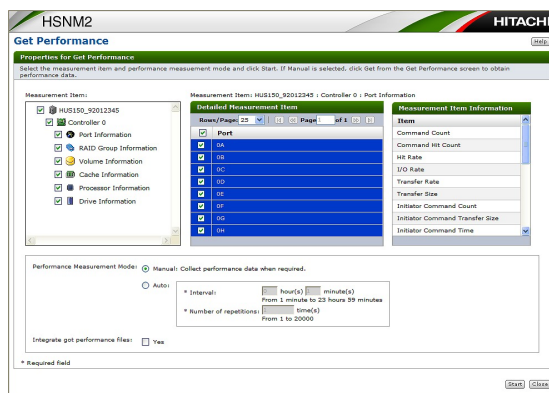 HSNM2
HITACHI
Get Performance
Help
Properties for Get Performance
Select the measurement item and performance measurement mode and click Start. If Manual is selected, click Get from the Get Performance screen to obtain
performance data.
Measurement Item:
HUS150_92012345
Controller 0
Port Information
RAID Group Information
Volume Information
Cache Information
Processor Information
Drive Information
Measurement Item: HUS150_92012345 : Controller 0 : Port Information
Detailed Measurement Item
Rows/Page: 25 Page 1 of 1
Port
0A
0B
0C
0D
0E
0F
0G
0H
Measurement Item Information
Item
Command Count
Command Hit Count
Hit Rate
I/O Rate
Transfer Rate
Transfer Size
Initiator Command Count
Initiator Command Transfer Size
Initiator Command Time
Performance Measurement Mode: Manual: Collect performance data when required.
Auto:
* Interval: hour(s) minute(s)
From 1 minute to 23 hours 59 minutes
* Number of repetitions: time(s)
From 1 to 20000
Integrate got performance files: Yes
* Required field
Start Close